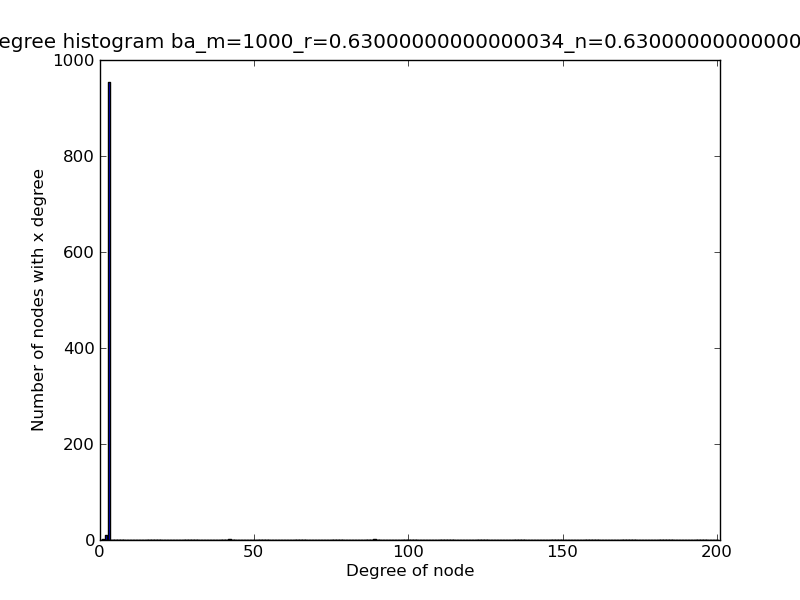 egree histogram ba_m=1000_r=0.63000000000000034_n=0.63000000000000
1000
800
600
400
200
0
Number of nodes with x degree
0 50 100 150 200
Degree of node